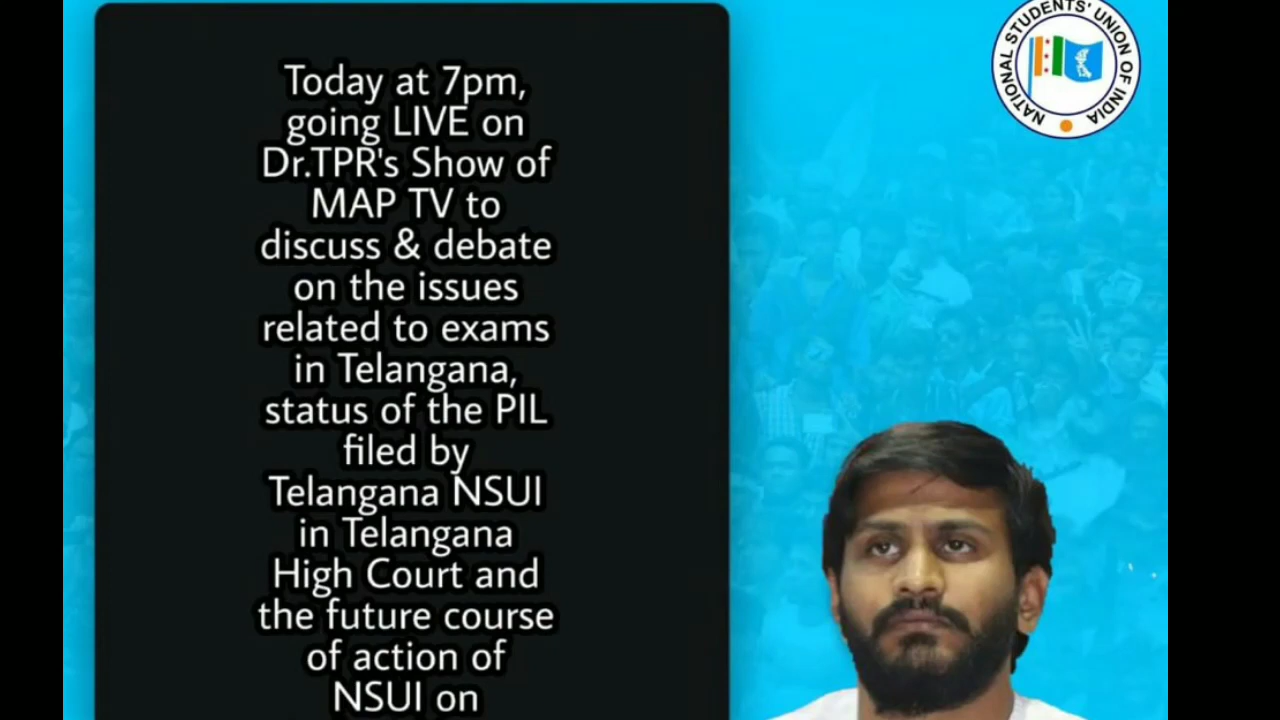 Today at 7pm,
going LIVE on
Dr.TPR's Show of
MAP TV to
discuss & debate
on the issues
related to exams
in Telangana,
status of the PIL
filed by
Telangana NSUI
in Telangana
High Court and
the future course
of action of
NSUI on
NATIONAL STUDENTS' UNION OF INDIA